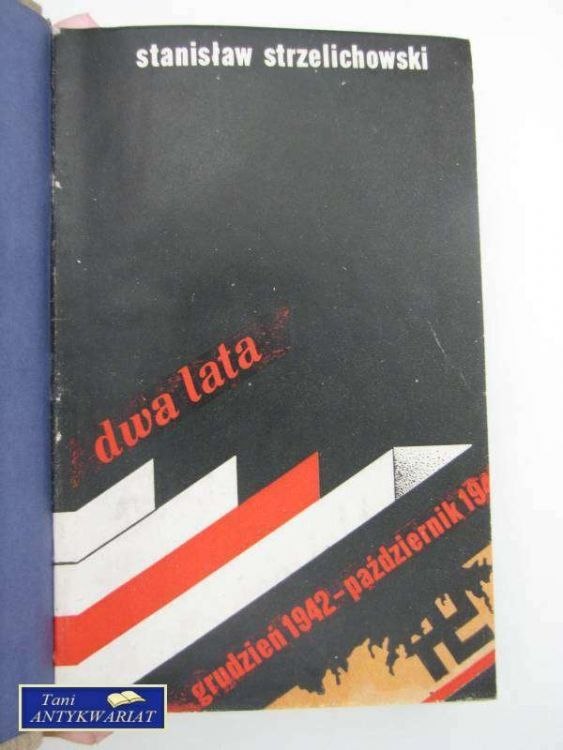 stanisław strzelichowski
dwa lata
grudzień 1942-październik 194
Tani
ANTYKWARIAT